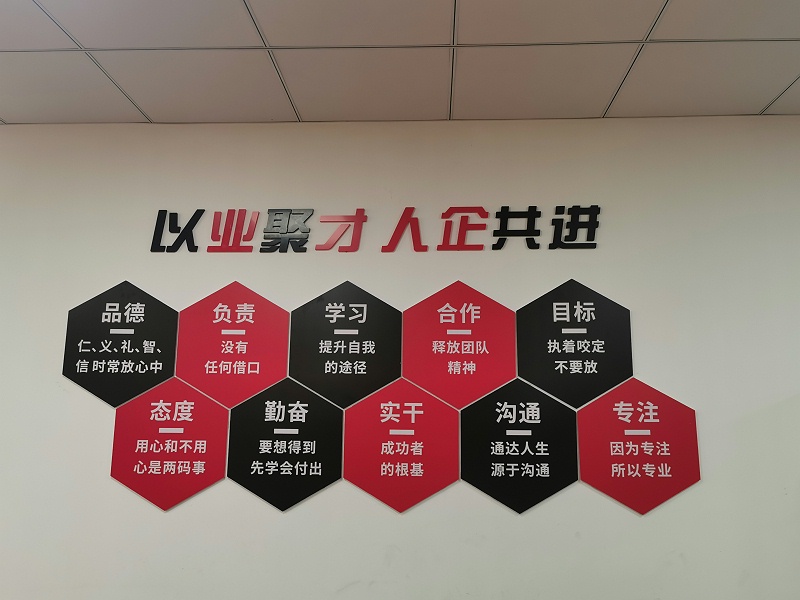 以业聚才 人企共进
品德
仁、义、礼、智、
信 时常放心中
负责
没有
任何借口
学习
提升自我
的途径
合作
释放团队
精神
目标
执着咬定
不要放
态度
用心和不用
心是两码事
勤奋
要想得到
先学会付出
实干
成功者
的根基
沟通
通达人生
源于沟通
专注
因为专注
所以专业